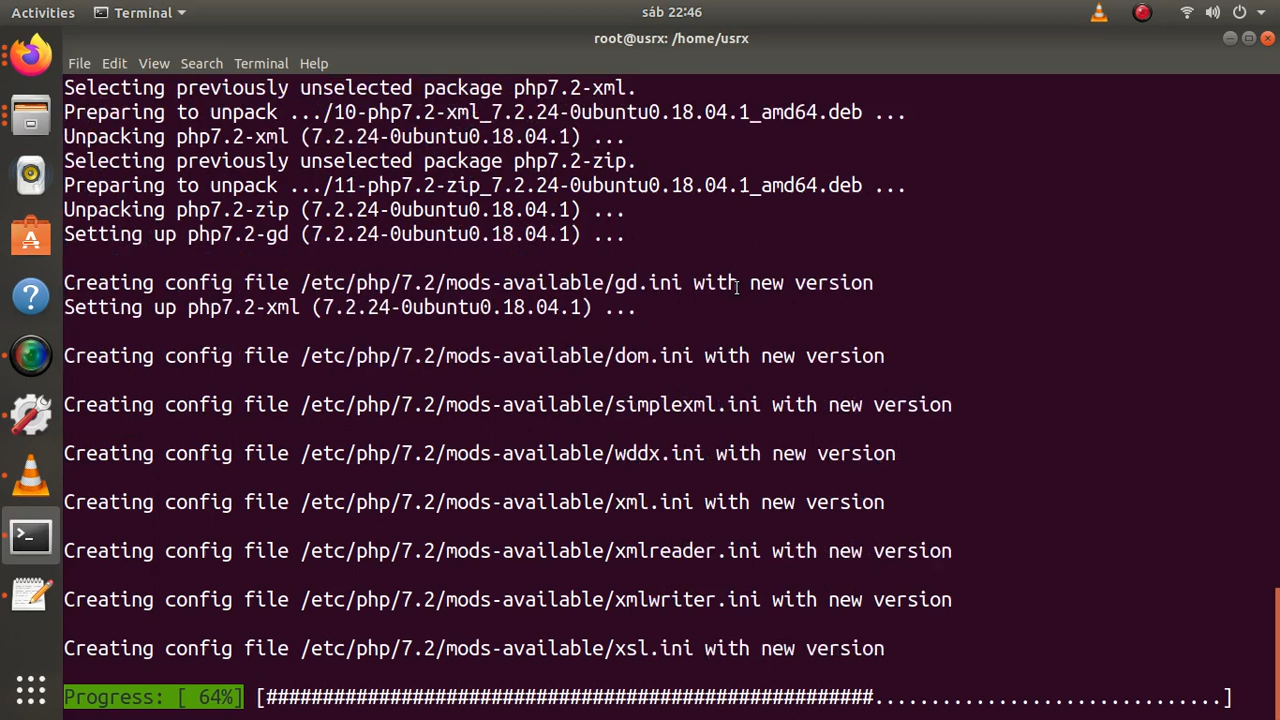 Activities Terminal sáb 22:46
root@usrx: /home/usrx
File Edit View Search Terminal Help
Selecting previously unselected package php7.2-xml.
Preparing to unpack .../10-php7.2-xml_7.2.24-0ubuntu0.18.04.1_amd64.deb ...
Unpacking php7.2-xml (7.2.24-0ubuntu0.18.04.1) ...
Selecting previously unselected package php7.2-zip.
Preparing to unpack .../11-php7.2-zip_7.2.24-0ubuntu0.18.04.1_amd64.deb ...
Unpacking php7.2-zip (7.2.24-0ubuntu0.18.04.1) ...
Setting up php7.2-gd (7.2.24-0ubuntu0.18.04.1) ...
Creating config file /etc/php/7.2/mods-available/gd.ini with new version
Setting up php7.2-xml (7.2.24-0ubuntu0.18.04.1) ...
Creating config file /etc/php/7.2/mods-available/dom.ini with new version
Creating config file /etc/php/7.2/mods-available/simplexml.ini with new version
Creating config file /etc/php/7.2/mods-available/wddx.ini with new version
Creating config file /etc/php/7.2/mods-available/xml.ini with new version
Creating config file /etc/php/7.2/mods-available/xmlreader.ini with new version
Creating config file /etc/php/7.2/mods-available/xmlwriter.ini with new version
Creating config file /etc/php/7.2/mods-available/xsl.ini with new version
Progress: [ 64%] [######################################################...............................]